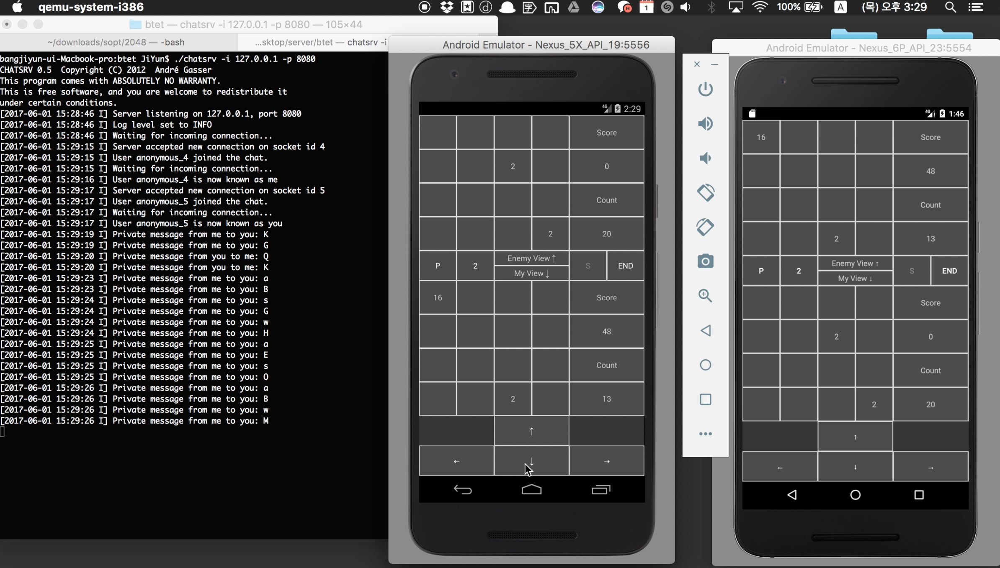 qemu-system-i386
100%
A
(목) 오후 3:29
btet — chatsrv -i 127.0.0.1 -p 8080 — 105×44
~/downloads/sopt/2048 — -bash
...sktop/server/btet — chatsrv -i
bangjiyun-ui-Macbook-pro:btet JiYun$ ./chatsrv -i 127.0.0.1 -p 8080
CHATSRV 0.5  Copyright (C) 2012  André Gasser
This program comes with ABSOLUTELY NO WARRANTY.
This is free software, and you are welcome to redistribute it
under certain conditions.
[2017-06-01 15:28:46 I] Server listening on 127.0.0.1, port 8080
[2017-06-01 15:28:46 I] Log level set to INFO
[2017-06-01 15:28:46 I] Waiting for incoming connection...
[2017-06-01 15:29:15 I] Server accepted new connection on socket id 4
[2017-06-01 15:29:15 I] User anonymous_4 joined the chat.
[2017-06-01 15:29:15 I] Waiting for incoming connection...
[2017-06-01 15:29:16 I] User anonymous_4 is now known as me
[2017-06-01 15:29:17 I] Server accepted new connection on socket id 5
[2017-06-01 15:29:17 I] User anonymous_5 joined the chat.
[2017-06-01 15:29:17 I] Waiting for incoming connection...
[2017-06-01 15:29:17 I] User anonymous_5 is now known as you
[2017-06-01 15:29:19 I] Private message from me to you: K
[2017-06-01 15:29:19 I] Private message from me to you: G
[2017-06-01 15:29:20 I] Private message from you to me: Q
[2017-06-01 15:29:20 I] Private message from you to me: K
[2017-06-01 15:29:23 I] Private message from me to you: a
[2017-06-01 15:29:23 I] Private message from me to you: B
[2017-06-01 15:29:24 I] Private message from me to you: s
[2017-06-01 15:29:24 I] Private message from me to you: G
[2017-06-01 15:29:24 I] Private message from me to you: w
[2017-06-01 15:29:24 I] Private message from me to you: H
[2017-06-01 15:29:25 I] Private message from me to you: a
[2017-06-01 15:29:25 I] Private message from me to you: E
[2017-06-01 15:29:25 I] Private message from me to you: s
[2017-06-01 15:29:25 I] Private message from me to you: O
[2017-06-01 15:29:26 I] Private message from me to you: a
[2017-06-01 15:29:26 I] Private message from me to you: B
[2017-06-01 15:29:26 I] Private message from me to you: w
[2017-06-01 15:29:26 I] Private message from me to you: M
Android Emulator - Nexus_5X_API_19:5556
4G 2:29
Score
2 0
Count
2 20
P 2 Enemy View ↑ S END
My View ↓
16 Score
48
Count
2 13
↑
← ↓ →
Android Emulator - Nexus_6P_API_23:5554
4G 1:46
16 Score
48
Count
2 13
P 2 Enemy View ↑ S END
My View ↓
Score
2 0
Count
2 20
↑
← ↓ →